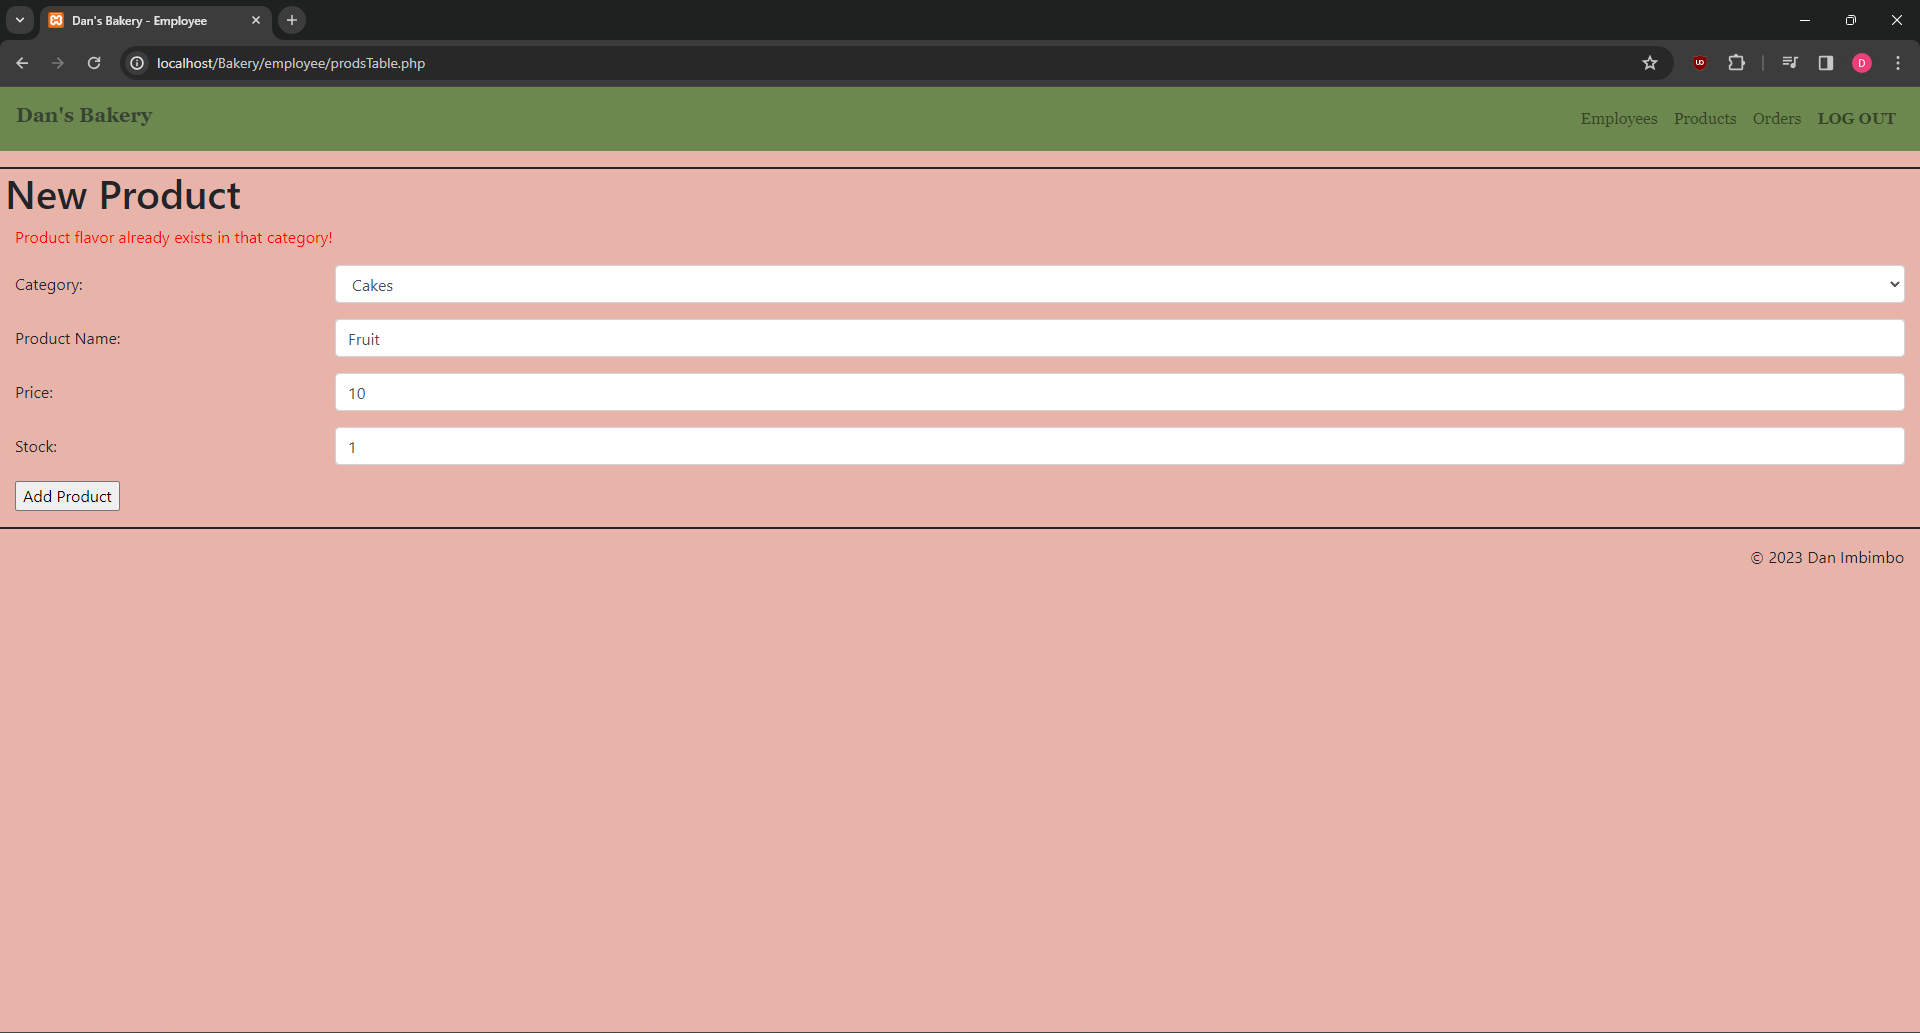 Dan's Bakery - Employee
localhost/Bakery/employee/prodsTable.php
D
Dan's Bakery
Employees Products Orders LOG OUT
New Product
Product flavor already exists in that category!
Category: Cakes
Product Name: Fruit
Price: 10
Stock: 1
Add Product
© 2023 Dan Imbimbo